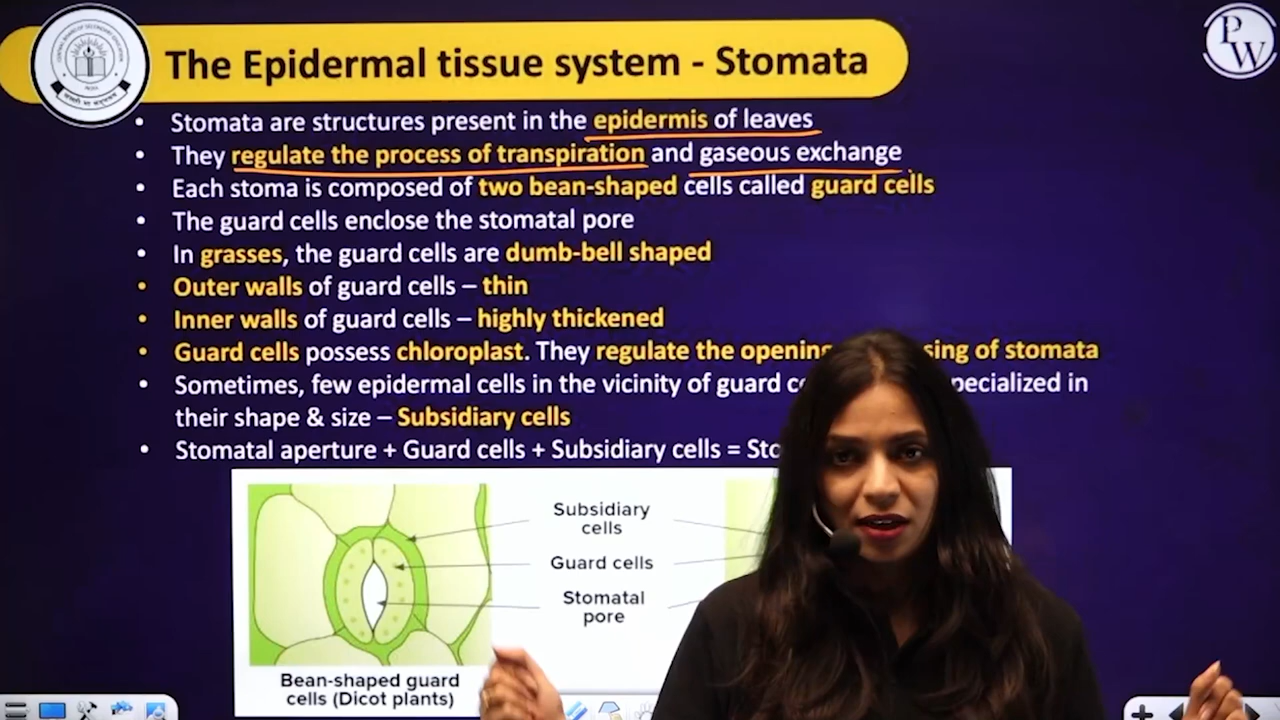 The Epidermal tissue system - Stomata
PW
• Stomata are structures present in the epidermis of leaves
• They regulate the process of transpiration and gaseous exchange
• Each stoma is composed of two bean-shaped cells called guard cells
• The guard cells enclose the stomatal pore
• In grasses, the guard cells are dumb-bell shaped
• Outer walls of guard cells – thin
• Inner walls of guard cells – highly thickened
• Guard cells possess chloroplast. They regulate the opening sing of stomata
• Sometimes, few epidermal cells in the vicinity of guard pecialized in
their shape & size – Subsidiary cells
• Stomatal aperture + Guard cells + Subsidiary cells =
Subsidiary
cells
Guard cells
Stomatal
pore
Bean-shaped guard
cells (Dicot plants)